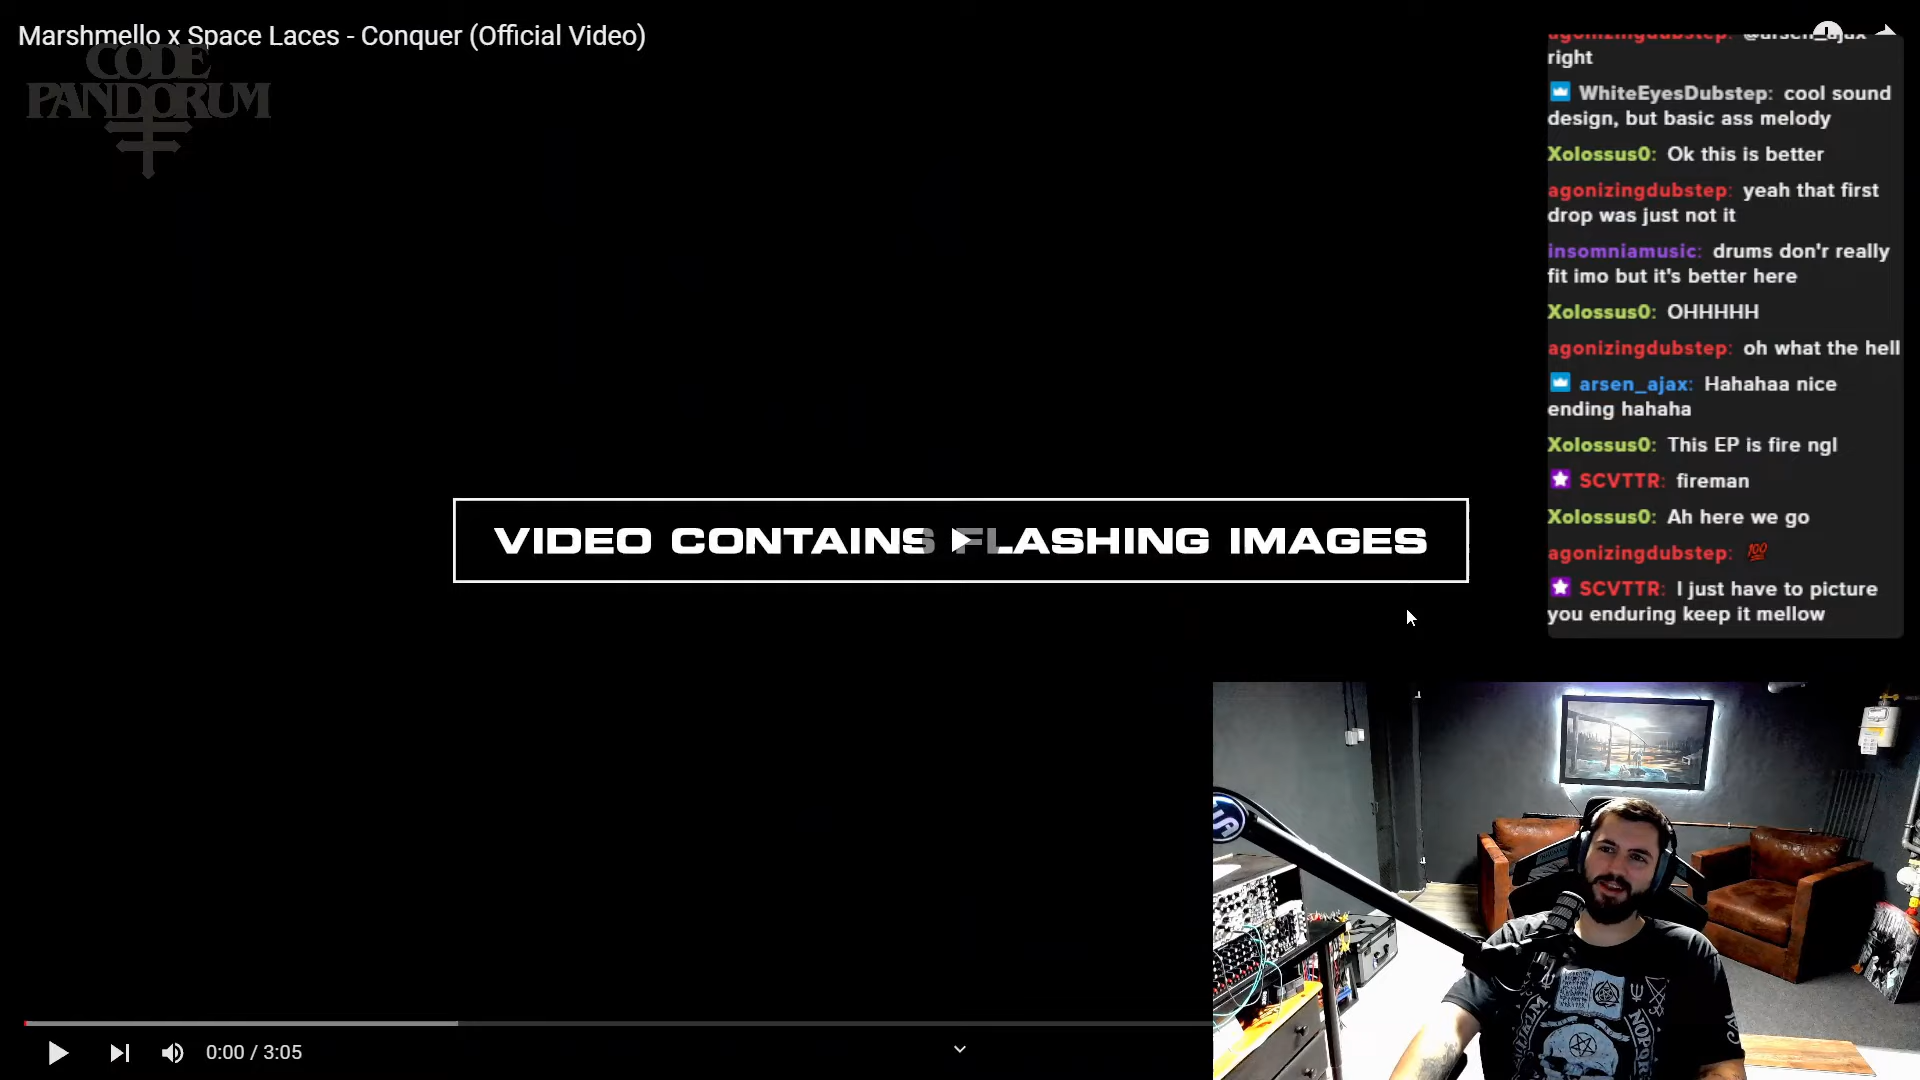 Marshmello x Space Laces - Conquer (Official Video)
CODE
PANDORUM
agonizingdubstep: @arsen_ajax
right
WhiteEyesDubstep: cool sound
design, but basic ass melody
Xolossus0: Ok this is better
agonizingdubstep: yeah that first
drop was just not it
insomniamusic: drums don'r really
fit imo but it's better here
Xolossus0: OHHHHH
agonizingdubstep: oh what the hell
arsen_ajax: Hahahaa nice
ending hahaha
Xolossus0: This EP is fire ngl
SCVTTR: fireman
Xolossus0: Ah here we go
agonizingdubstep: 💯
SCVTTR: I just have to picture
you enduring keep it mellow
VIDEO CONTAINS FLASHING IMAGES
0:00 / 3:05